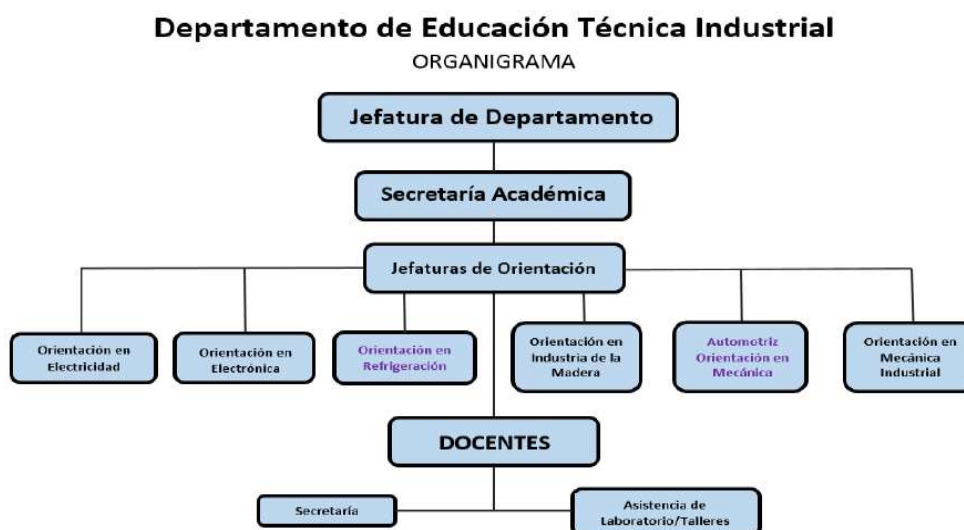 Departamento de Educación Técnica Industrial
ORGANIGRAMA
Jefatura de Departamento
Secretaría Académica
Jefaturas de Orientación
Orientación en
Electricidad
Orientación en
Electrónica
Orientación en
Refrigeración
Orientación en
Industria de la
Madera
Automotriz
Orientación en
Mecánica
Orientación en
Mecánica
Industrial
DOCENTES
Secretaría
Asistencia de
Laboratorio/Talleres